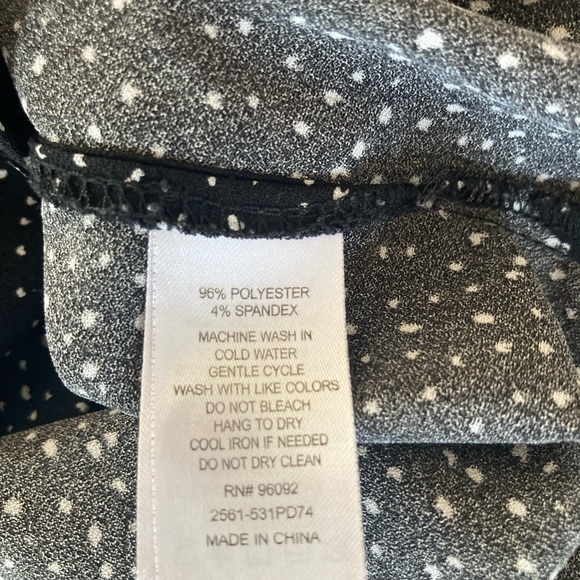 96% POLYESTER
4% SPANDEX
MACHINE WASH IN
COLD WATER
GENTLE CYCLE
WASH WITH LIKE COLORS
DO NOT BLEACH
HANG TO DRY
COOL IRON IF NEEDED
DO NOT DRY CLEAN
RN# 96092
2561-531PD74
MADE IN CHINA